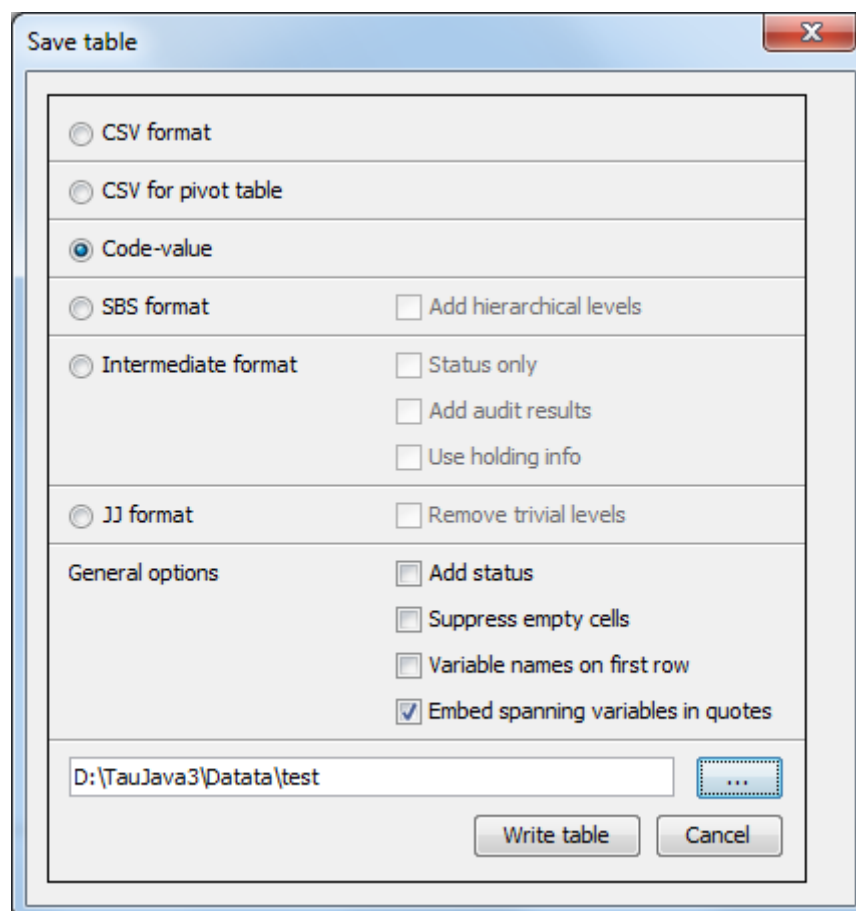 Save table
CSV format
CSV for pivot table
Code-value
SBS format Add hierarchical levels
Intermediate format Status only
Add audit results
Use holding info
JJ format Remove trivial levels
General options Add status
Suppress empty cells
Variable names on first row
Embed spanning variables in quotes
D:\TauJava3\Datata\test ...
Write table Cancel